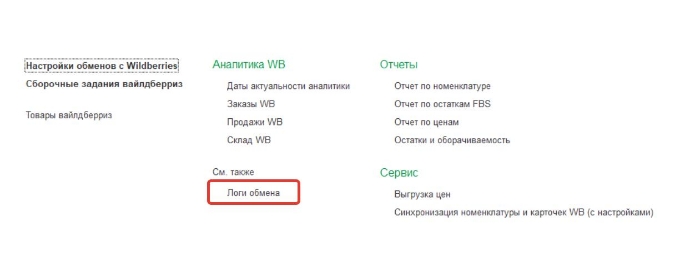 Настройки обменов с Wildberries
Сборочные задания вайлдберриз
Товары вайлдберриз
Аналитика WB
Даты актуальности аналитики
Заказы WB
Продажи WB
Склад WB
См. также
Логи обмена
Отчеты
Отчет по номенклатуре
Отчет по остаткам FBS
Отчет по ценам
Остатки и оборачиваемость
Сервис
Выгрузка цен
Синхронизация номенклатуры и карточек WB (с настройками)